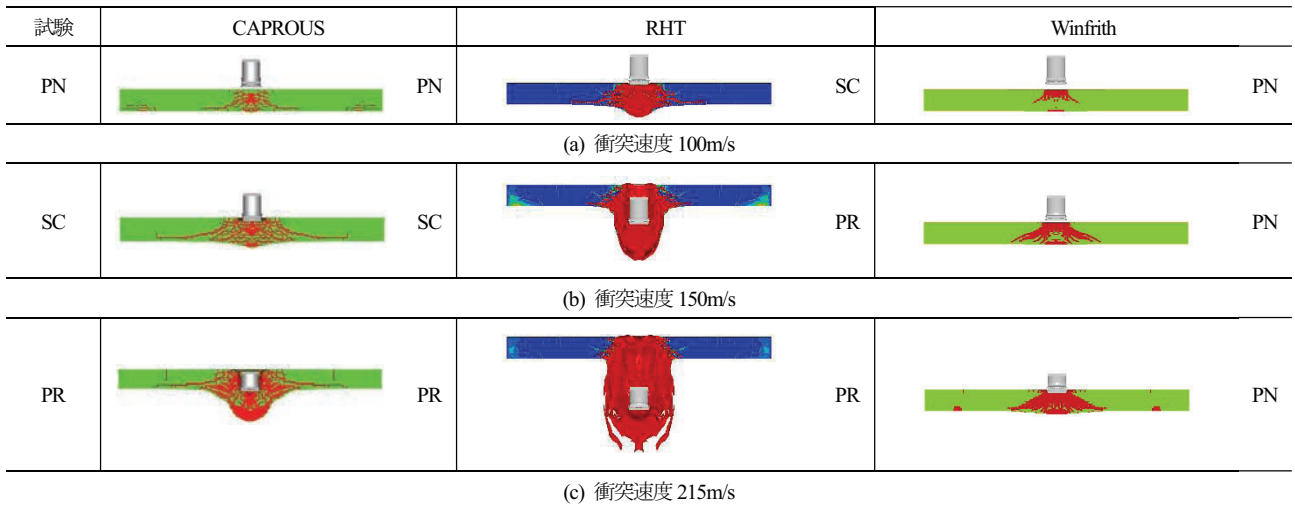 試験 CAPROUS RHT Winfrith
PN PN SC PN
(a) 衝突速度 100m/s
SC SC PR PN
(b) 衝突速度 150m/s
PR PR PR PN
(c) 衝突速度 215m/s